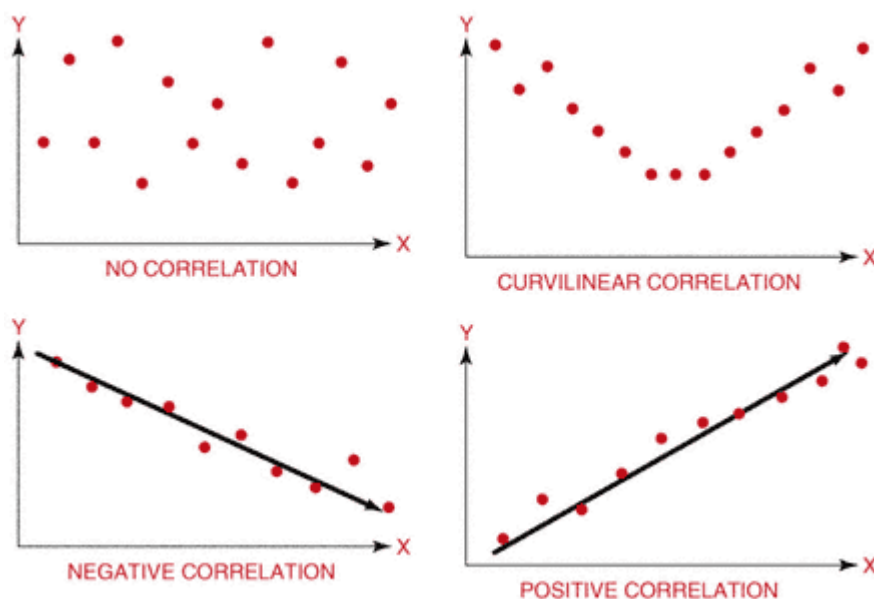 Y
X
NO CORRELATION
Y
X
CURVILINEAR CORRELATION
Y
X
NEGATIVE CORRELATION
Y
X
POSITIVE CORRELATION